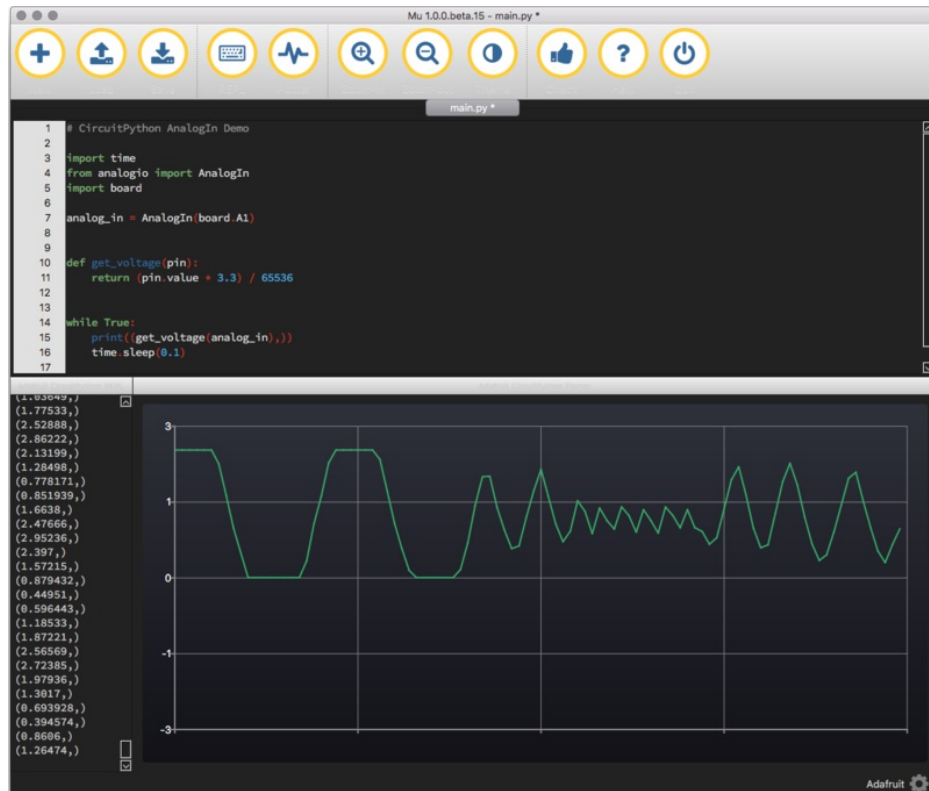 Mu 1.0.0.beta.15 - main.py *
main.py *
1 # CircuitPython AnalogIn Demo
2
3 import time
4 from analogio import AnalogIn
5 import board
6
7 analog_in = AnalogIn(board.A1)
8
9
10 def get_voltage(pin):
11 return (pin.value * 3.3) / 65536
12
13
14 while True:
15 print((get_voltage(analog_in),))
16 time.sleep(0.1)
17
(1.03649,)
(1.77533,)
(2.52888,)
(2.86222,)
(2.13199,)
(1.28498,)
(0.778171,)
(0.851939,)
(1.6638,)
(2.47666,)
(2.95236,)
(2.397,)
(1.57215,)
(0.879432,)
(0.44951,)
(0.596443,)
(1.18533,)
(1.87221,)
(2.56569,)
(2.72385,)
(1.97936,)
(1.3017,)
(0.693928,)
(0.394574,)
(0.8606,)
(1.26474,)
3
1
0
-1
-3
Adafruit